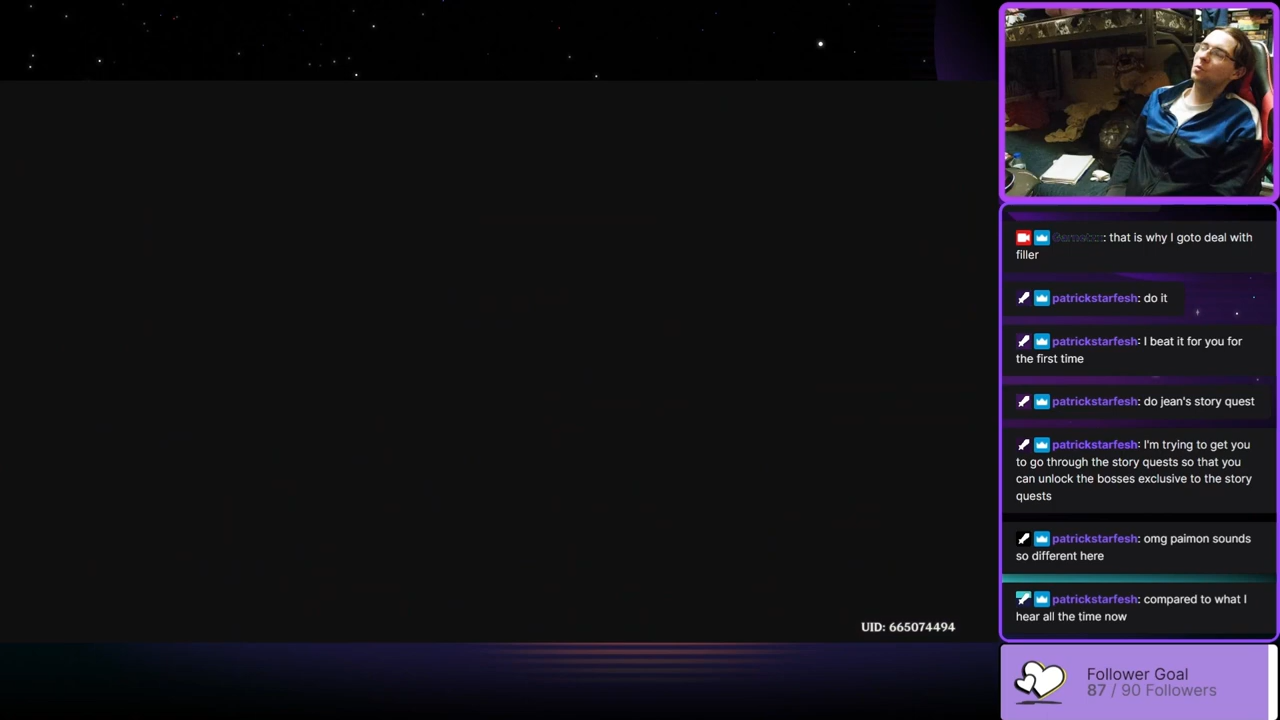 : that is why I goto deal with
filler
patrickstarfesh: do it
patrickstarfesh: I beat it for you for
the first time
patrickstarfesh: do jean's story quest
patrickstarfesh: I'm trying to get you
to go through the story quests so that you
can unlock the bosses exclusive to the story
quests
patrickstarfesh: omg paimon sounds
so different here
patrickstarfesh: compared to what I
hear all the time now
UID: 665074494
Follower Goal
87 / 90 Followers